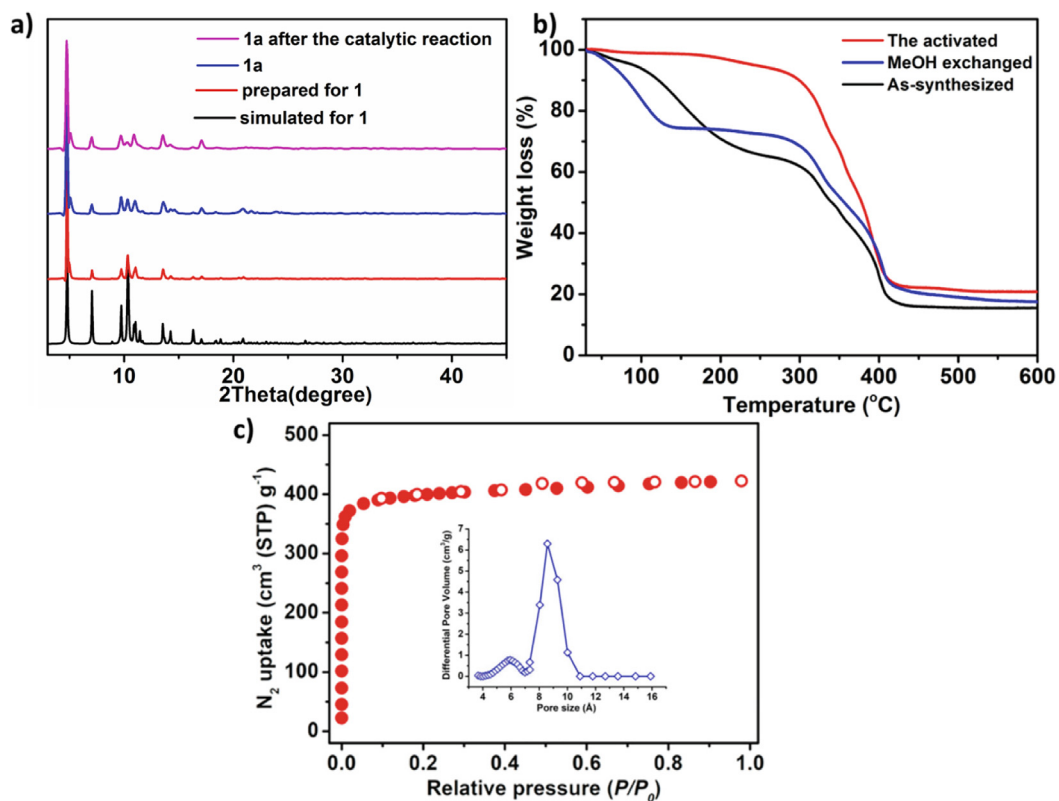 a)
1a after the catalytic reaction
1a
prepared for 1
simulated for 1
10 20 30 40
2Theta(degree)
b)
The activated
MeOH exchanged
As-synthesized
Weight loss (%)
100
80
60
40
20
0
100 200 300 400 500 600
Temperature (°C)
c)
N₂ uptake (cm³ (STP) g⁻¹
500
400
300
200
100
0
0.0 0.2 0.4 0.6 0.8 1.0
Relative pressure (P/P₀)
Differential Pore Volume (cm³/g)
7
6
5
4
3
2
1
0
4 6 8 10 12 14 16
Pore size (Å)